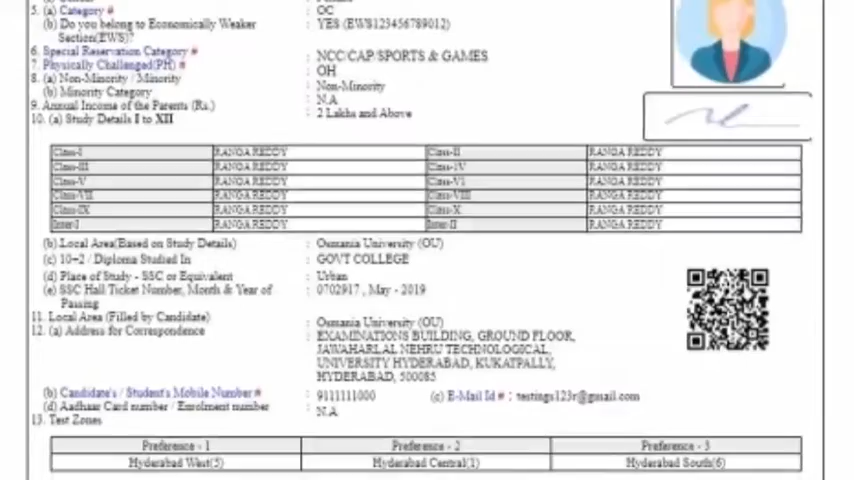 5. (a) Category # : OC
(b) Do you belong to Economically Weaker Section(EWS)? : YES (EWS123456789012)
6. Special Reservation Category # : NCC/CAP/SPORTS & GAMES
7. Physically Challenged(PH) # : OH
8. (a) Non-Minority / Minority : Non-Minority
(b) Minority Category : N.A
9. Annual Income of the Parents (Rs.) : 2 Lakhs and Above
10. (a) Study Details I to XII
Class-I RANGA REDDY Class-II RANGA REDDY
Class-III RANGA REDDY Class-IV RANGA REDDY
Class-V RANGA REDDY Class-VI RANGA REDDY
Class-VII RANGA REDDY Class-VIII RANGA REDDY
Class-IX RANGA REDDY Class-X RANGA REDDY
Inter-I RANGA REDDY Inter-II RANGA REDDY
(b) Local Area(Based on Study Details) : Osmania University (OU)
(c) 10+2 / Diploma Studied In : GOVT COLLEGE
(d) Place of Study - SSC or Equivalent : Urban
(e) SSC Hall Ticket Number, Month & Year of Passing : 0702917 , May - 2019
11. Local Area (Filled by Candidate) : Osmania University (OU)
12. (a) Address for Correspondence : EXAMINATIONS BUILDING, GROUND FLOOR,
JAWAHARLAL NEHRU TECHNOLOGICAL,
UNIVERSITY HYDERABAD, KUKATPALLY,
HYDERABAD, 500085
(b) Candidate's / Student's Mobile Number # : 9111111000 (c) E-Mail Id # : testings123r@gmail.com
(d) Aadhaar Card number / Enrolment number : N.A
13. Test Zones
Preference - 1 Preference - 2 Preference - 3
Hyderabad West(5) Hyderabad Central(1) Hyderabad South(6)